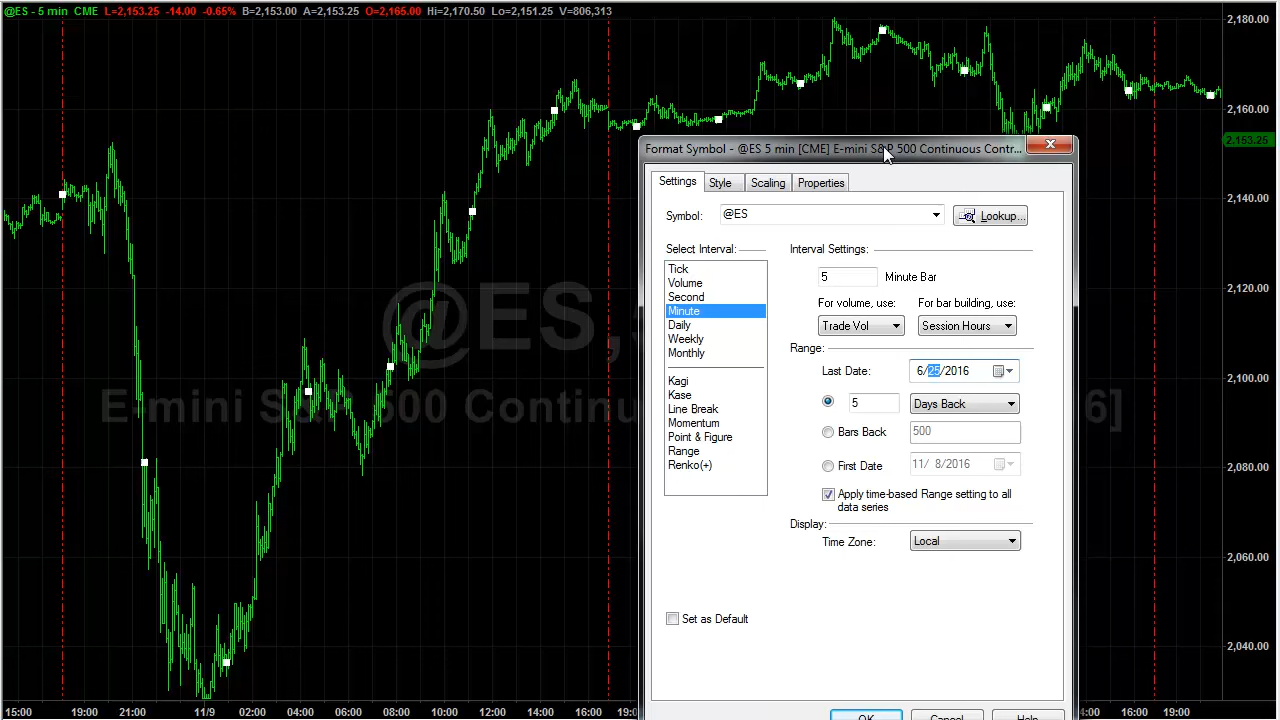 @ES - 5 min CME L=2,153.25 -14.00 -0.65% B=2,153.00 A=2,153.25 O=2,165.00 Hi=2,170.50 Lo=2,151.25 V=806,313
2,180.00
2,160.00
2,153.25
2,140.00
2,120.00
2,100.00
2,080.00
2,060.00
2,040.00
@ES,
E-mini S&P 500 Continu
6]
Format Symbol - @ES 5 min [CME] E-mini S&P 500 Continuous Contr...
Settings Style Scaling Properties
Symbol: @ES Lookup...
Select Interval:
Tick
Volume
Second
Minute
Daily
Weekly
Monthly
Kagi
Kase
Line Break
Momentum
Point & Figure
Range
Renko(+)
Interval Settings:
5 Minute Bar
For volume, use: For bar building, use:
Trade Vol Session Hours
Range:
Last Date: 6/25/2016
5 Days Back
Bars Back 500
First Date 11/ 8/2016
Apply time-based Range setting to all
data series
Display:
Time Zone: Local
Set as Default
OK Cancel Help
15:00 19:00 21:00 11/9 02:00 04:00 06:00 08:00 10:00 12:00 14:00 16:00 19:00 14:00 16:00 19:00